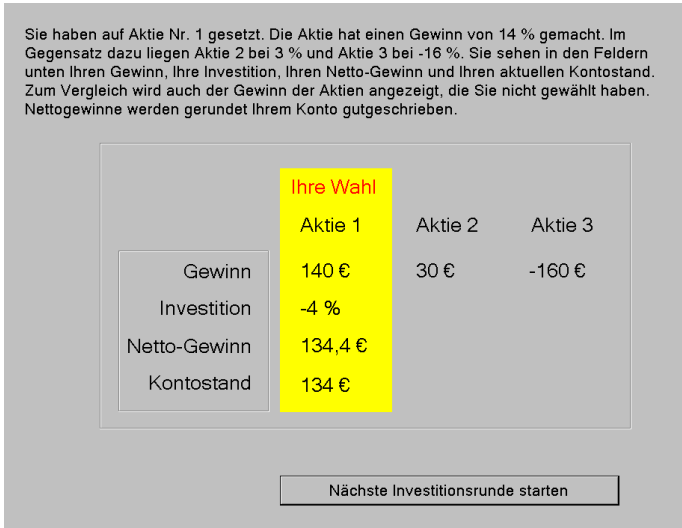 Sie haben auf Aktie Nr. 1 gesetzt. Die Aktie hat einen Gewinn von 14 % gemacht. Im
Gegensatz dazu liegen Aktie 2 bei 3 % und Aktie 3 bei -16 %. Sie sehen in den Feldern
unten Ihren Gewinn, Ihre Investition, Ihren Netto-Gewinn und Ihren aktuellen Kontostand.
Zum Vergleich wird auch der Gewinn der Aktien angezeigt, die Sie nicht gewählt haben.
Nettogewinne werden gerundet Ihrem Konto gutgeschrieben.
Ihre Wahl
Aktie 1 Aktie 2 Aktie 3
Gewinn 140 € 30 € -160 €
Investition -4 %
Netto-Gewinn 134,4 €
Kontostand 134 €
Nächste Investitionsrunde starten